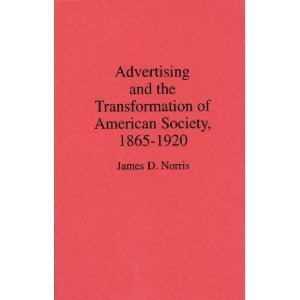 Advertising
and the
Transformation of
American Society,
1865-1920
James D. Norris